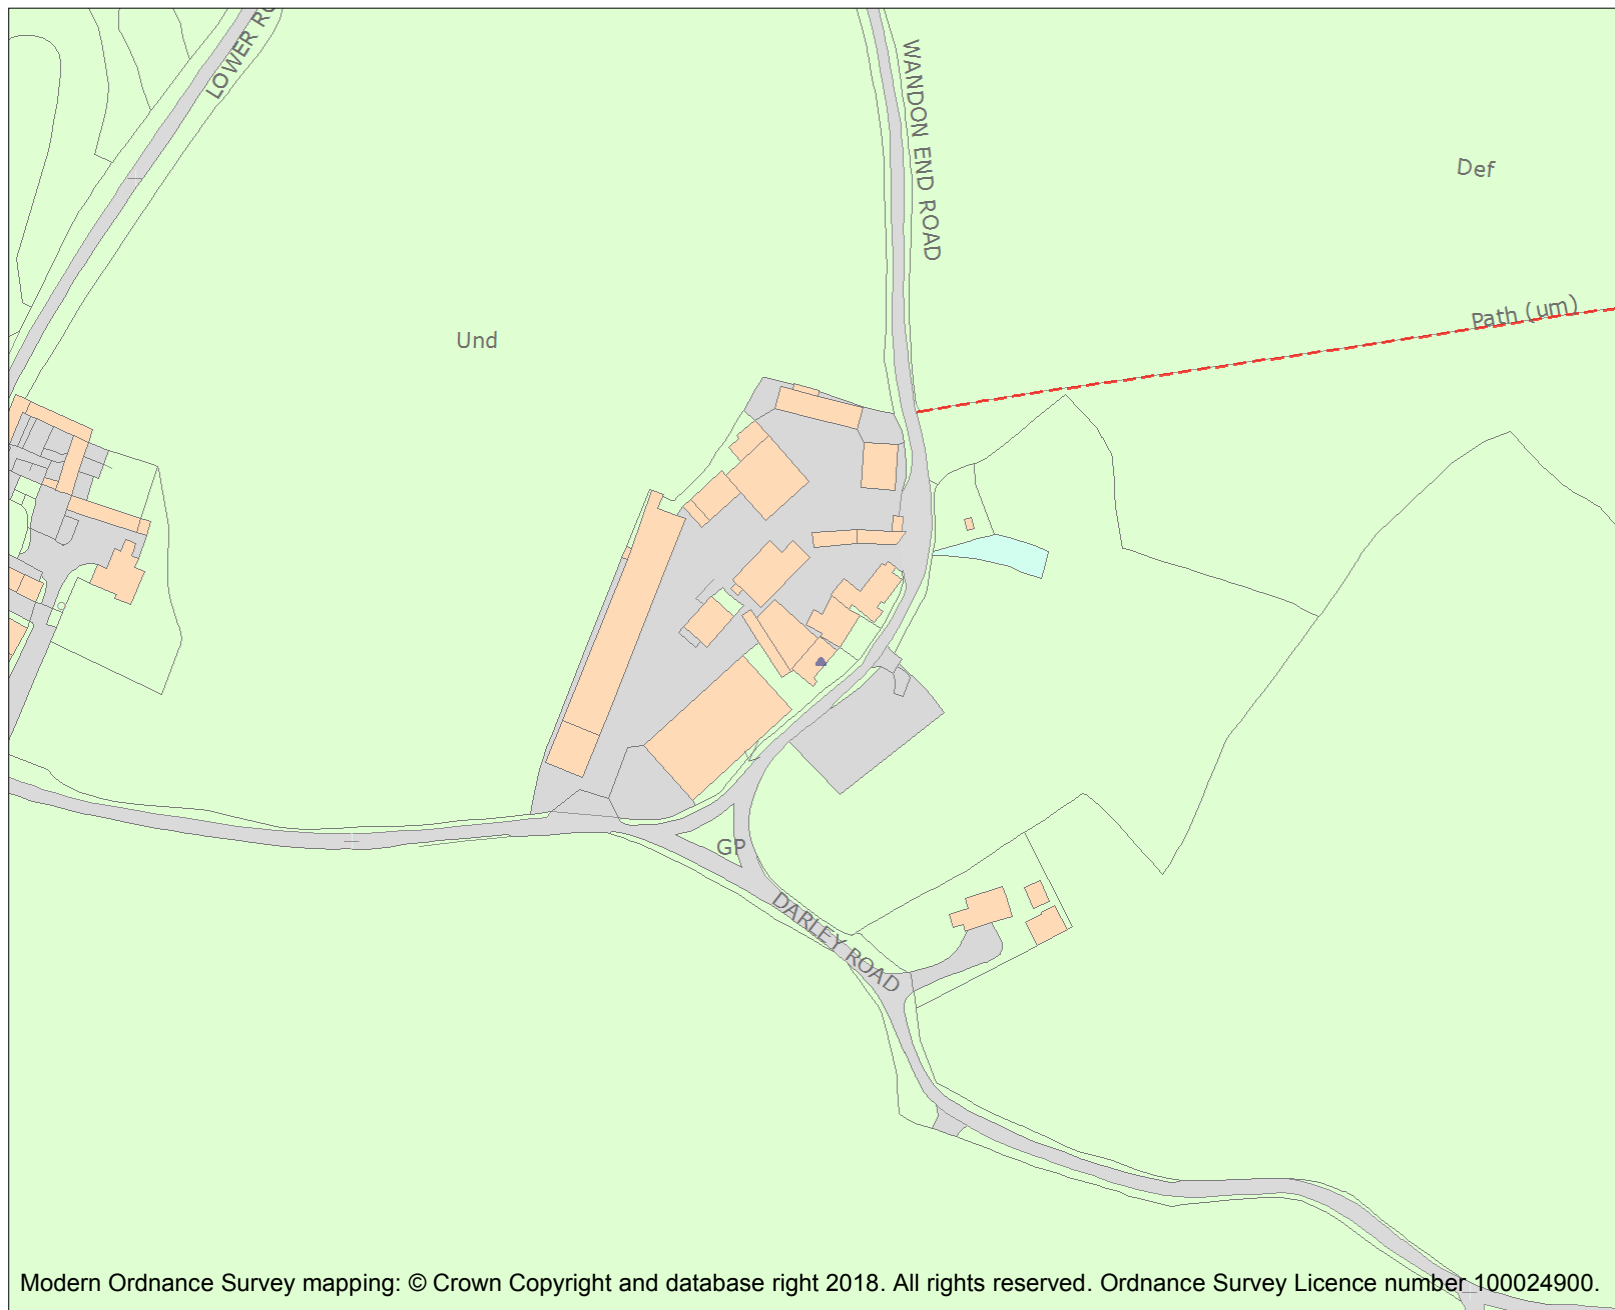 LOWER
WANDON END ROAD
Def
Path (um)
Und
GP
DARLEY ROAD
Modern Ordnance Survey mapping: © Crown Copyright and database right 2018. All rights reserved. Ordnance Survey Licence number 100024900.